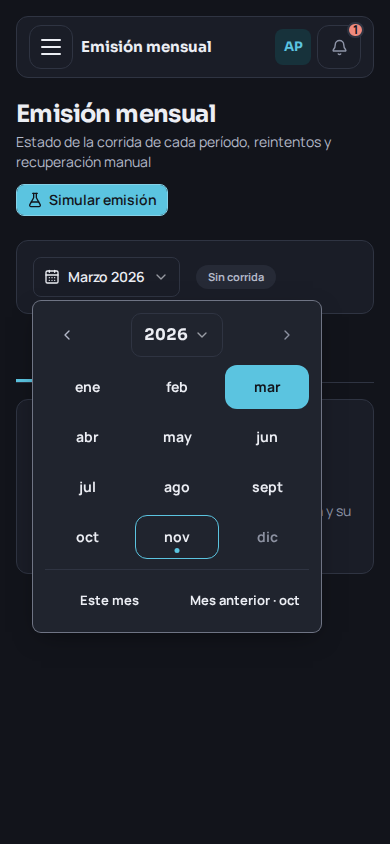 Emisión mensual
AP
1
Emisión mensual
Estado de la corrida de cada período, reintentos y
recuperación manual
Simular emisión
Marzo 2026
Sin corrida
2026
ene feb mar
abr may jun
jul ago sept
y su
oct nov dic
Este mes Mes anterior · oct